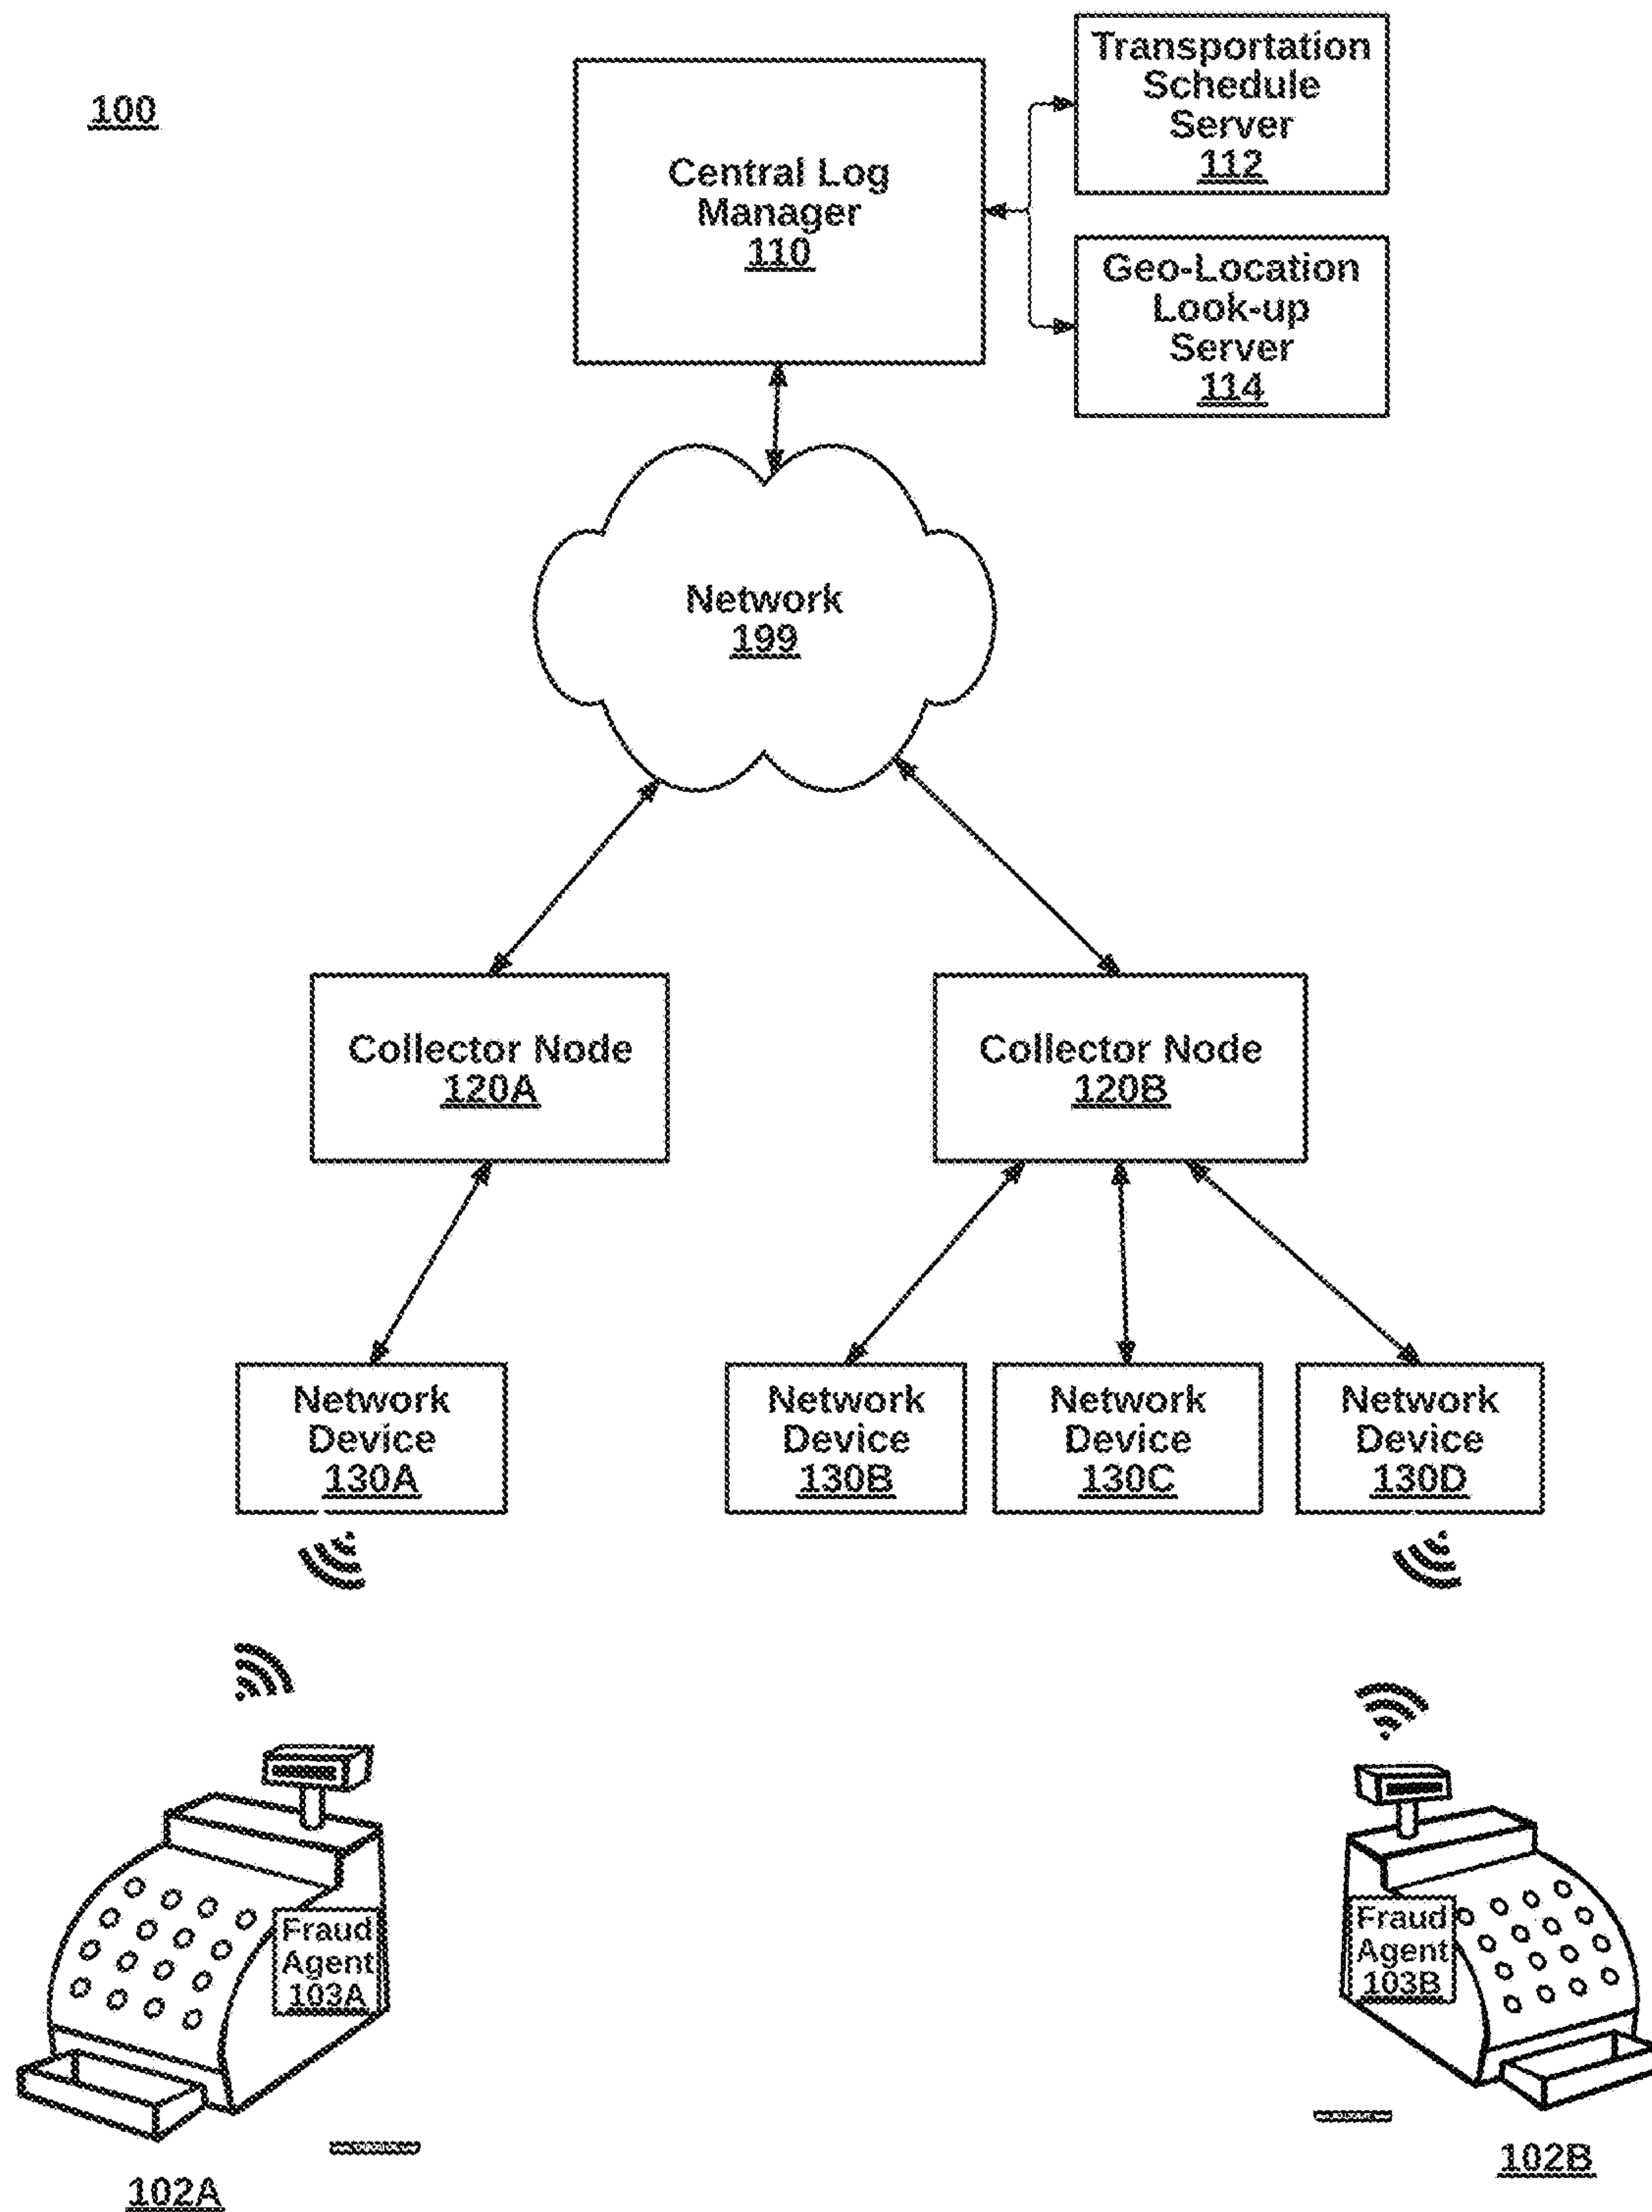 100
Transportation
Schedule
Server
112
Central Log
Manager
110
Geo-Location
Look-up
Server
114
Network
199
Collector Node
120A
Collector Node
120B
Network
Device
130A
Network
Device
130B
Network
Device
130C
Network
Device
130D
Fraud
Agent
103A
Fraud
Agent
103B
102A
102B